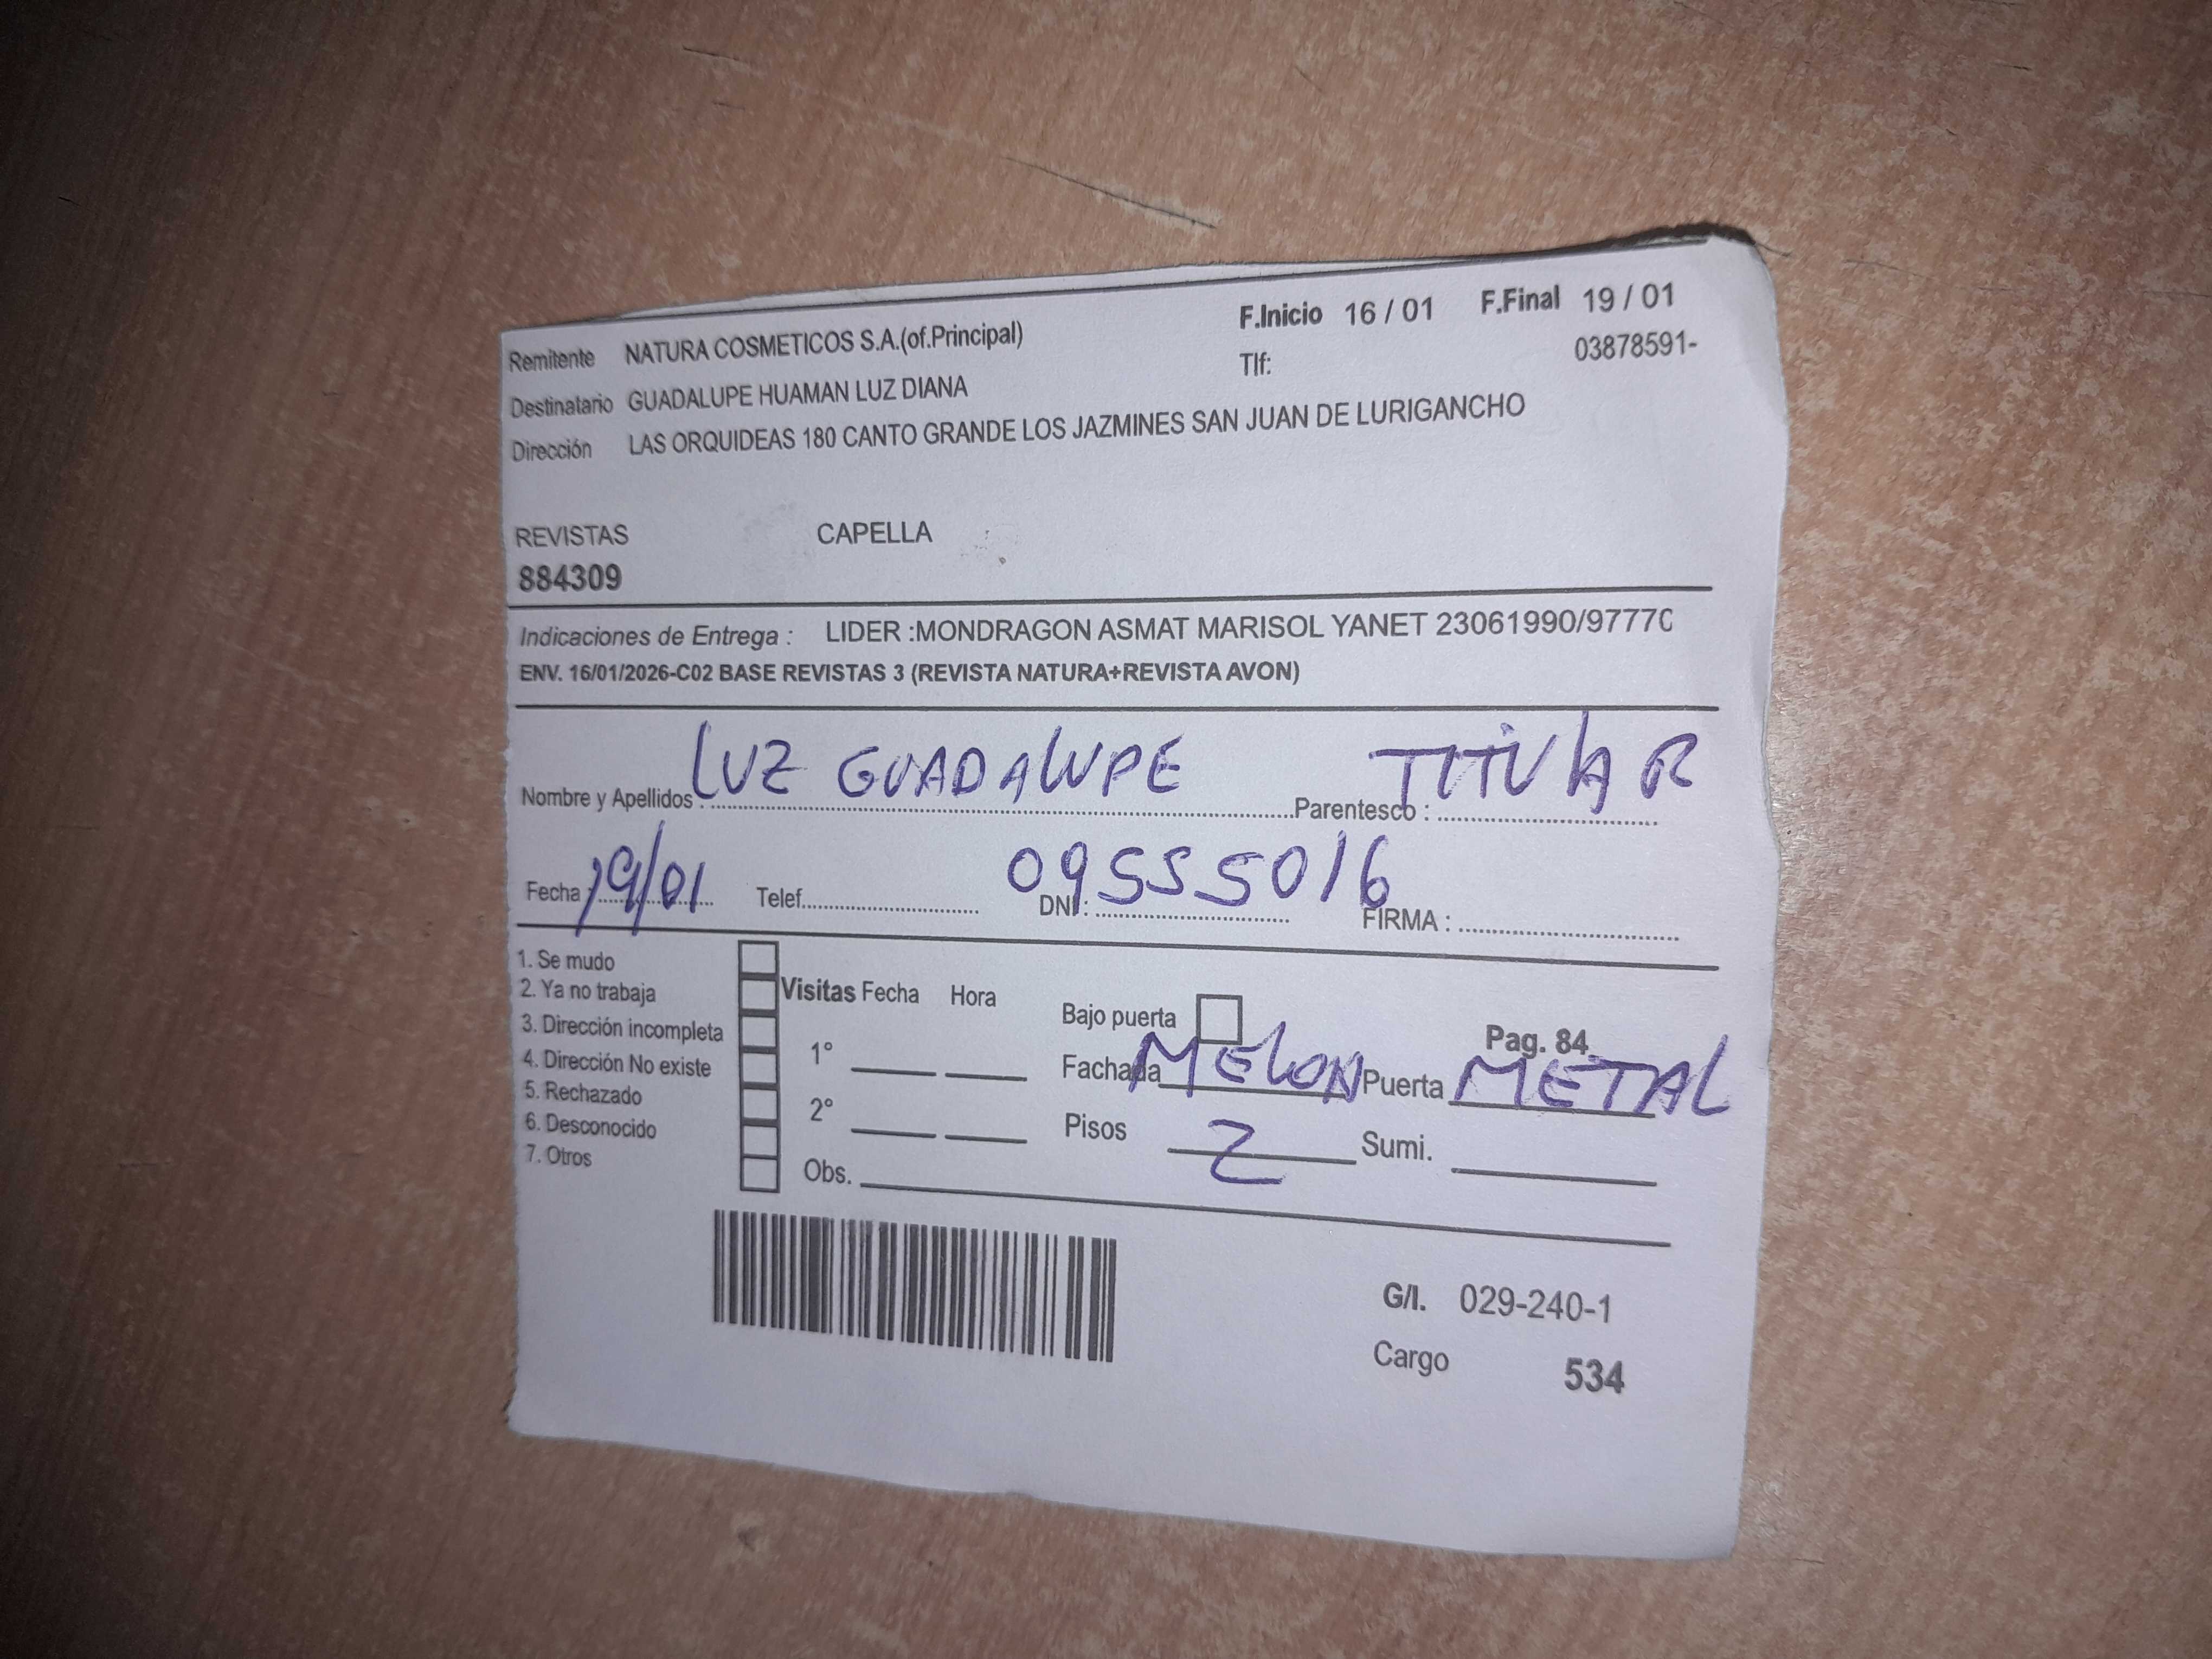 F.Inicio 16 / 01 F.Final 19 / 01
Remitente NATURA COSMETICOS S.A.(of.Principal) Tlf: 03878591-
Destinatario GUADALUPE HUAMAN LUZ DIANA
Dirección LAS ORQUIDEAS 180 CANTO GRANDE LOS JAZMINES SAN JUAN DE LURIGANCHO
REVISTAS CAPELLA
884309
Indicaciones de Entrega : LIDER :MONDRAGON ASMAT MARISOL YANET 23061990/9777
ENV. 16/01/2026-C02 BASE REVISTAS 3 (REVISTA NATURA+REVISTA AVON)
Nombre y Apellidos : LUZ GUADALUPE Parentesco : TITULAR
Fecha : 19/01 Telef. DNI : 09555016 FIRMA :
1. Se mudo
2. Ya no trabaja Visitas Fecha Hora Bajo puerta Pag. 84
3. Dirección incompleta 1° Fachada MELON Puerta METAL
4. Dirección No existe
5. Rechazado 2° Pisos 2 Sumi.
6. Desconocido
7. Otros Obs.
G/I. 029-240-1
Cargo 534